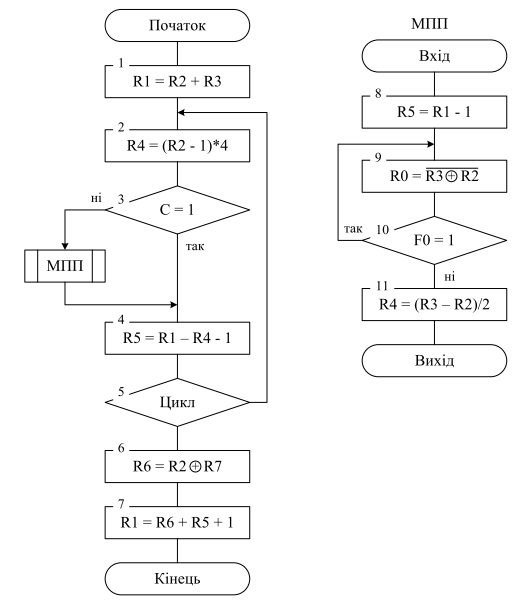 Початок
1
R1 = R2 + R3
2
R4 = (R2 - 1)*4
ні
3
C = 1
так
МПП
4
R5 = R1 – R4 - 1
5
Цикл
6
R6 = R2⊕R7
7
R1 = R6 + R5 + 1
Кінець
МПП
Вхід
8
R5 = R1 - 1
9
R0 = R̅3̅⊕̅R̅2̅
так
10
F0 = 1
ні
11
R4 = (R3 – R2)/2
Вихід